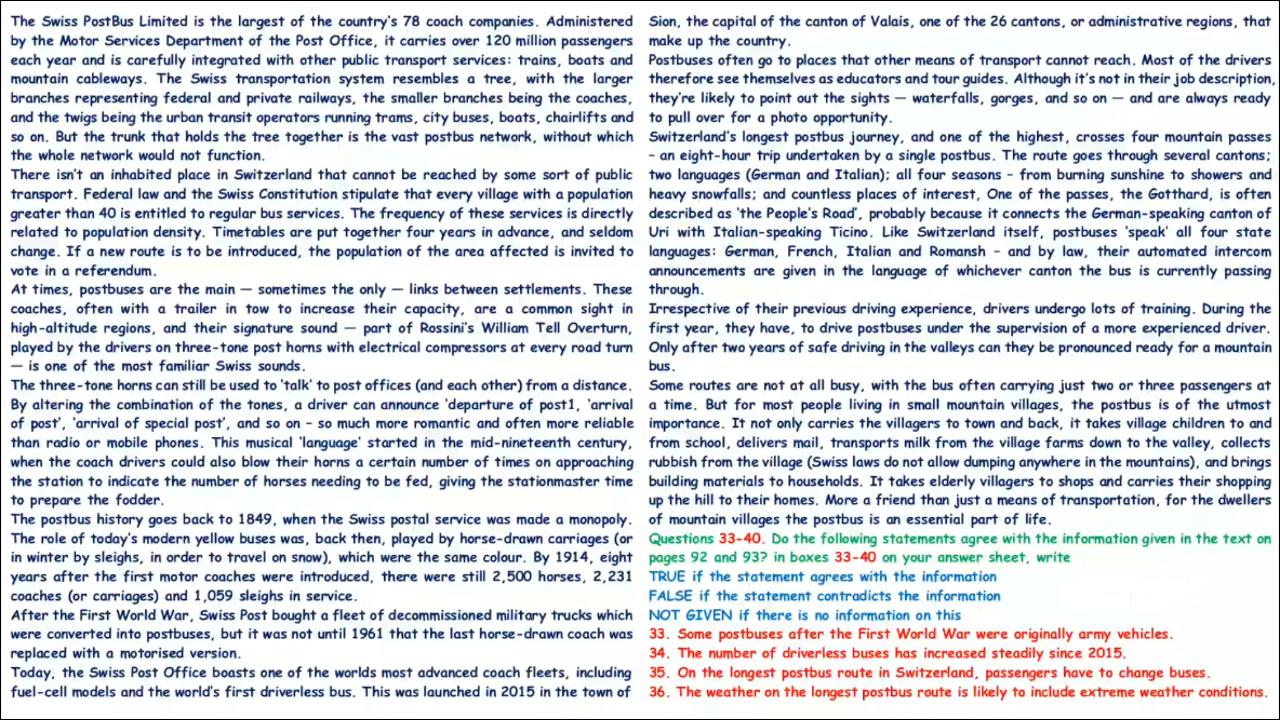 The Swiss PostBus Limited is the largest of the country's 78 coach companies. Administered
by the Motor Services Department of the Post Office, it carries over 120 million passengers
each year and is carefully integrated with other public transport services: trains, boats and
mountain cableways. The Swiss transportation system resembles a tree, with the larger
branches representing federal and private railways, the smaller branches being the coaches,
and the twigs being the urban transit operators running trams, city buses, boats, chairlifts and
so on. But the trunk that holds the tree together is the vast postbus network, without which
the whole network would not function.
There isn't an inhabited place in Switzerland that cannot be reached by some sort of public
transport. Federal law and the Swiss Constitution stipulate that every village with a population
greater than 40 is entitled to regular bus services. The frequency of these services is directly
related to population density. Timetables are put together four years in advance, and seldom
change. If a new route is to be introduced, the population of the area affected is invited to
vote in a referendum.
At times, postbuses are the main — sometimes the only — links between settlements. These
coaches, often with a trailer in tow to increase their capacity, are a common sight in
high-altitude regions, and their signature sound — part of Rossini's William Tell Overturn,
played by the drivers on three-tone post horns with electrical compressors at every road turn
— is one of the most familiar Swiss sounds.
The three-tone horns can still be used to 'talk' to post offices (and each other) from a distance.
By altering the combination of the tones, a driver can announce 'departure of post1, 'arrival
of post', 'arrival of special post', and so on – so much more romantic and often more reliable
than radio or mobile phones. This musical 'language' started in the mid-nineteenth century,
when the coach drivers could also blow their horns a certain number of times on approaching
the station to indicate the number of horses needing to be fed, giving the stationmaster time
to prepare the fodder.
The postbus history goes back to 1849, when the Swiss postal service was made a monopoly.
The role of today's modern yellow buses was, back then, played by horse-drawn carriages (or
in winter by sleighs, in order to travel on snow), which were the same colour. By 1914, eight
years after the first motor coaches were introduced, there were still 2,500 horses, 2,231
coaches (or carriages) and 1,059 sleighs in service.
After the First World War, Swiss Post bought a fleet of decommissioned military trucks which
were converted into postbuses, but it was not until 1961 that the last horse-drawn coach was
replaced with a motorised version.
Today, the Swiss Post Office boasts one of the worlds most advanced coach fleets, including
fuel-cell models and the world's first driverless bus. This was launched in 2015 in the town of
Sion, the capital of the canton of Valais, one of the 26 cantons, or administrative regions, that
make up the country.
Postbuses often go to places that other means of transport cannot reach. Most of the drivers
therefore see themselves as educators and tour guides. Although it's not in their job description,
they're likely to point out the sights — waterfalls, gorges, and so on — and are always ready
to pull over for a photo opportunity.
Switzerland's longest postbus journey, and one of the highest, crosses four mountain passes
– an eight-hour trip undertaken by a single postbus. The route goes through several cantons;
two languages (German and Italian); all four seasons – from burning sunshine to showers and
heavy snowfalls; and countless places of interest, One of the passes, the Gotthard, is often
described as 'the People's Road', probably because it connects the German-speaking canton of
Uri with Italian-speaking Ticino. Like Switzerland itself, postbuses 'speak' all four state
languages: German, French, Italian and Romansh – and by law, their automated intercom
announcements are given in the language of whichever canton the bus is currently passing
through.
Irrespective of their previous driving experience, drivers undergo lots of training. During the
first year, they have, to drive postbuses under the supervision of a more experienced driver.
Only after two years of safe driving in the valleys can they be pronounced ready for a mountain
bus.
Some routes are not at all busy, with the bus often carrying just two or three passengers at
a time. But for most people living in small mountain villages, the postbus is of the utmost
importance. It not only carries the villagers to town and back, it takes village children to and
from school, delivers mail, transports milk from the village farms down to the valley, collects
rubbish from the village (Swiss laws do not allow dumping anywhere in the mountains), and brings
building materials to households. It takes elderly villagers to shops and carries their shopping
up the hill to their homes. More a friend than just a means of transportation, for the dwellers
of mountain villages the postbus is an essential part of life.
Questions 33-40. Do the following statements agree with the information given in the text on
pages 92 and 93? in boxes 33-40 on your answer sheet, write
TRUE if the statement agrees with the information
FALSE if the statement contradicts the information
NOT GIVEN if there is no information on this
33. Some postbuses after the First World War were originally army vehicles.
34. The number of driverless buses has increased steadily since 2015.
35. On the longest postbus route in Switzerland, passengers have to change buses.
36. The weather on the longest postbus route is likely to include extreme weather conditions.